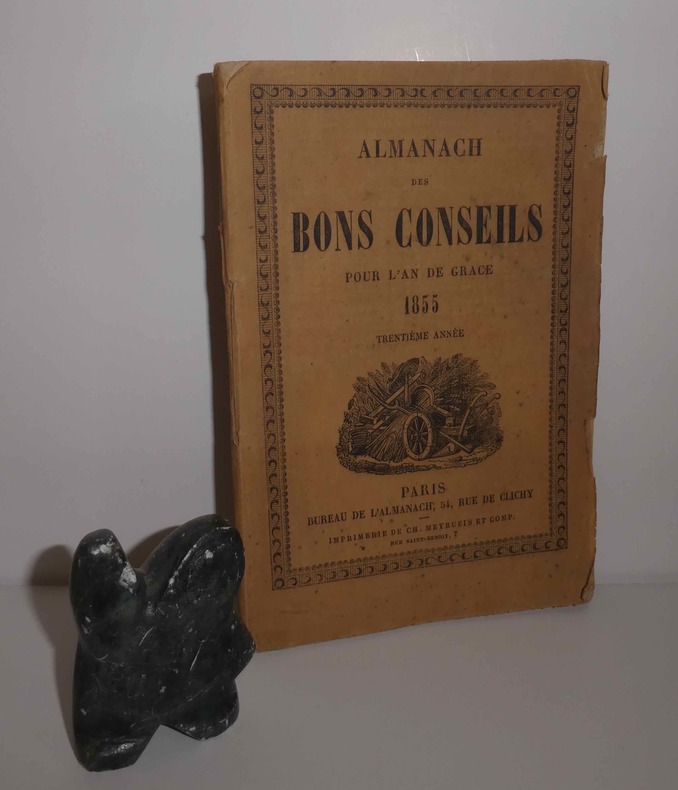 ALMANACH
DES
BONS CONSEILS
POUR L'AN DE GRACE
1855
TRENTIÈME ANNÉE
PARIS
BUREAU DE L'ALMANACH, 54, RUE DE CLICHY
IMPRIMERIE DE CH. MEYRUEIS ET COMP.
RUE SAINT-BENOIT, 7